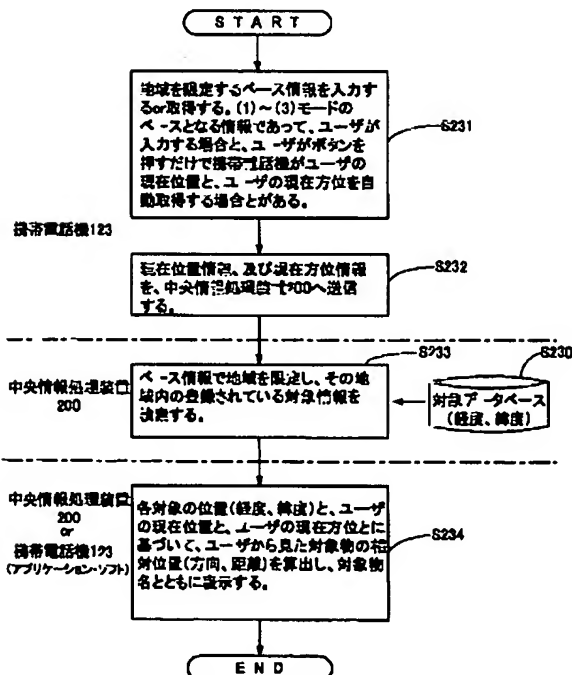 START
地域を限定するベース情報を入力す
るor取得する。(1)～(3)モードの
ベースとなる情報であって、ユーザが
入力する場合と、ユーザがボタンを
押すだけで携帯電話機がユーザの
現在位置と、ユーザの現在方位を自
動取得する場合とがある。
S231
携帯電話機123
現在位置情報、及び現在方位情報
を、中央情報処理装置200へ送信
する。
S232
S233
S230
中央情報処理装置
200
ベース情報で地域を限定し、その地
域内の登録されている対象情報を
検索する。
対象データベース
(経度、緯度)
中央情報処理装置
200
or
携帯電話機123
(アプリケーション・ソフト)
各対象の位置(経度、緯度)と、ユーザ
の現在位置と、ユーザの現在方位とに
基づいて、ユーザから見た対象物の相
対位置(方向、距離)を算出し、対象物
名とともに表示する。
S234
END